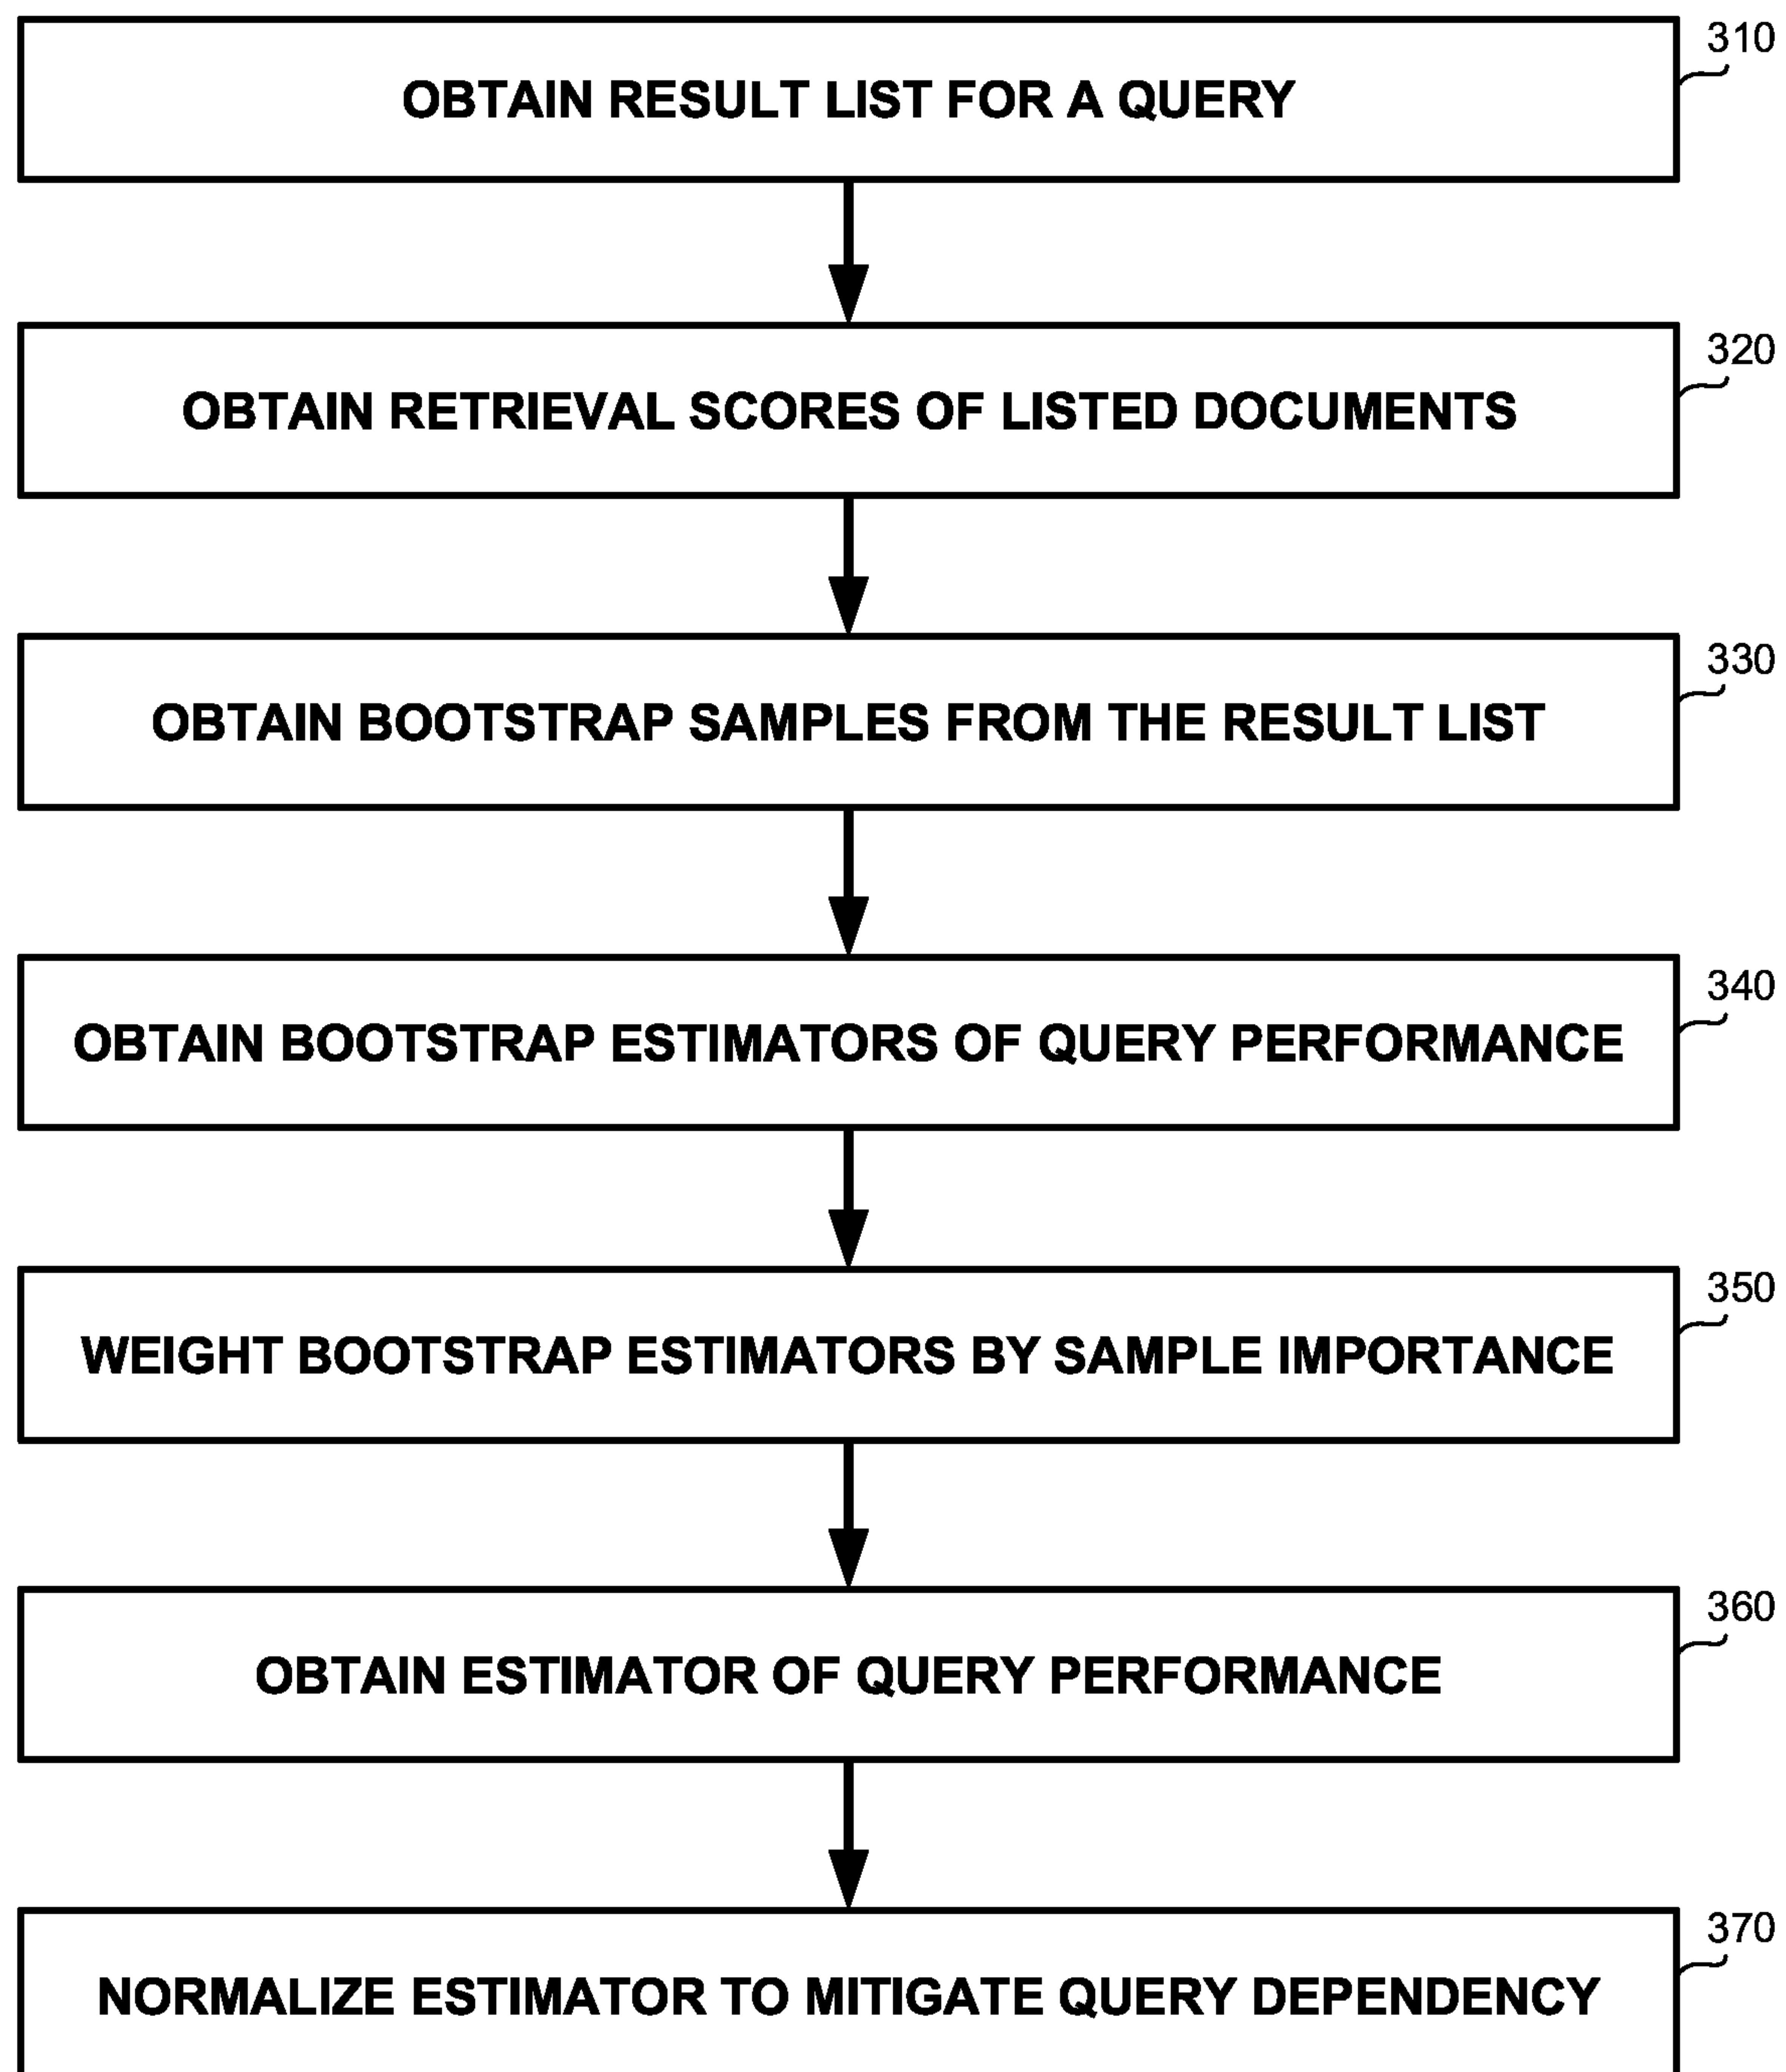 310
OBTAIN RESULT LIST FOR A QUERY
320
OBTAIN RETRIEVAL SCORES OF LISTED DOCUMENTS
330
OBTAIN BOOTSTRAP SAMPLES FROM THE RESULT LIST
340
OBTAIN BOOTSTRAP ESTIMATORS OF QUERY PERFORMANCE
350
WEIGHT BOOTSTRAP ESTIMATORS BY SAMPLE IMPORTANCE
360
OBTAIN ESTIMATOR OF QUERY PERFORMANCE
370
NORMALIZE ESTIMATOR TO MITIGATE QUERY DEPENDENCY